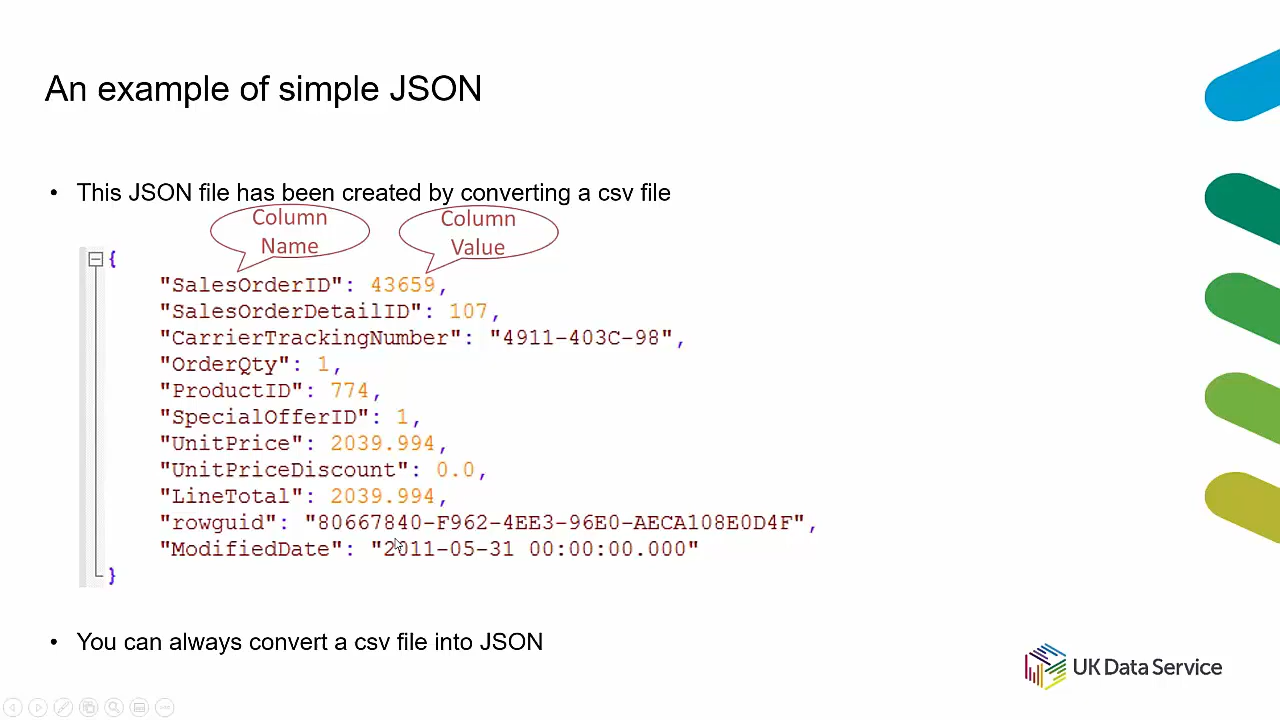 An example of simple JSON
• This JSON file has been created by converting a csv file
Column
Name
Column
Value
{
"SalesOrderID": 43659,
"SalesOrderDetailID": 107,
"CarrierTrackingNumber": "4911-403C-98",
"OrderQty": 1,
"ProductID": 774,
"SpecialOfferID": 1,
"UnitPrice": 2039.994,
"UnitPriceDiscount": 0.0,
"LineTotal": 2039.994,
"rowguid": "80667840-F962-4EE3-96E0-AECA108E0D4F",
"ModifiedDate": "2011-05-31 00:00:00.000"
}
• You can always convert a csv file into JSON
UK Data Service